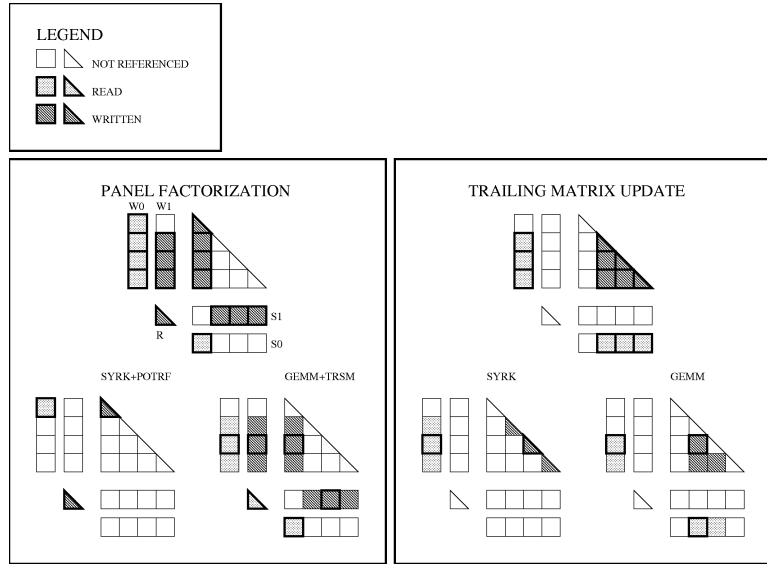 LEGEND
NOT REFERENCED
READ
WRITTEN
PANEL FACTORIZATION
W0 W1
S1
R
S0
SYRK+POTRF
GEMM+TRSM
TRAILING MATRIX UPDATE
SYRK
GEMM